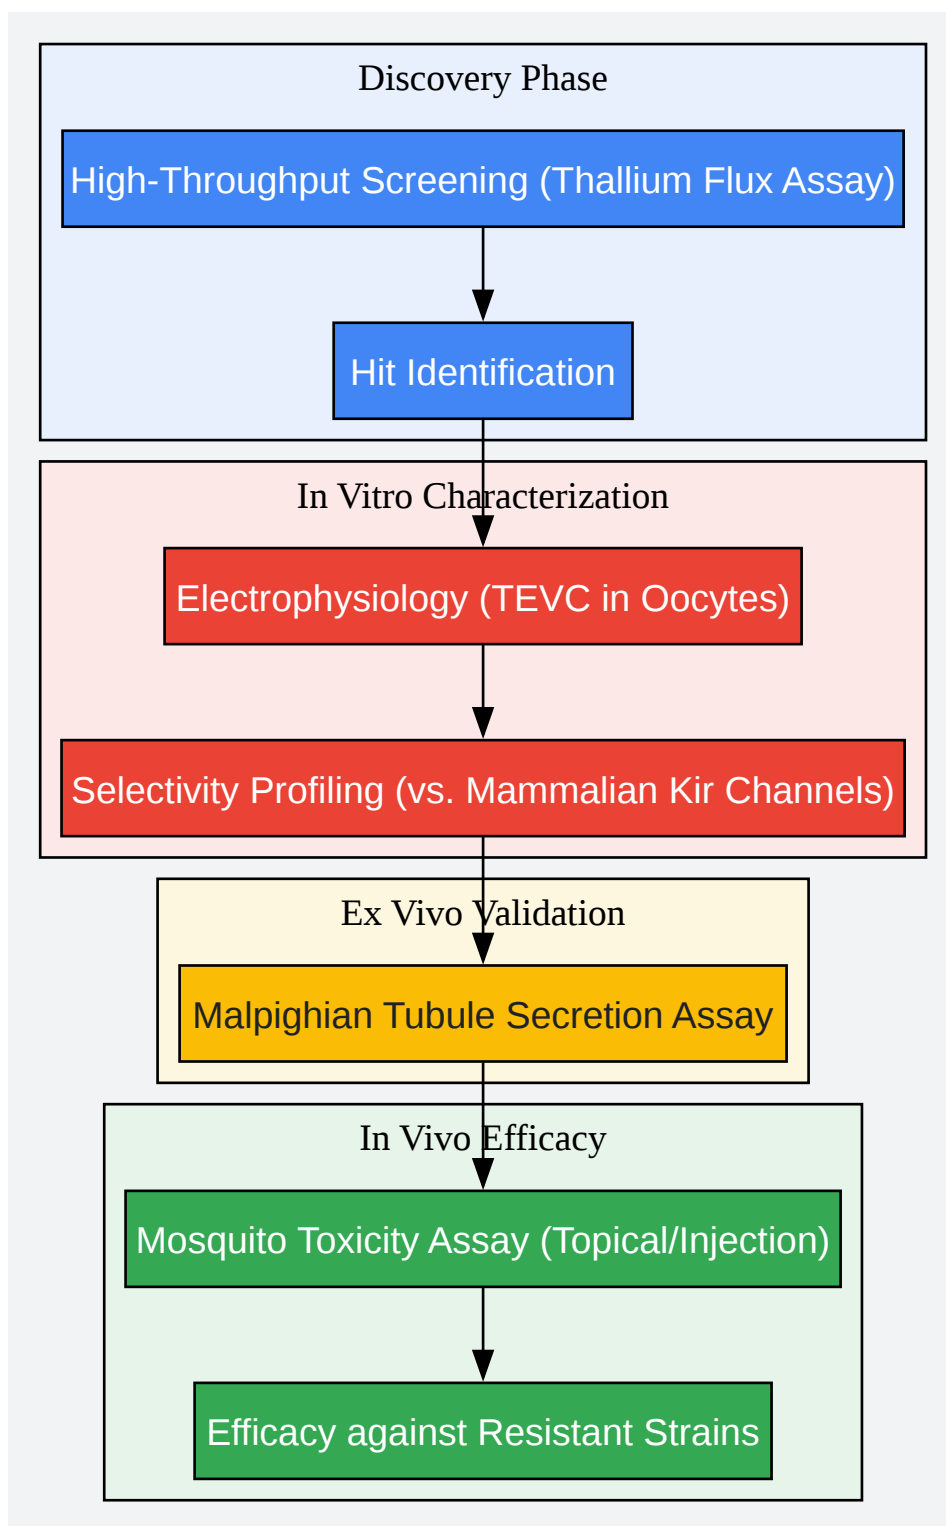 Discovery Phase
High-Throughput Screening (Thallium Flux Assay)
Hit Identification
In Vitro Characterization
Electrophysiology (TEVC in Oocytes)
Selectivity Profiling (vs. Mammalian Kir Channels)
Ex Vivo Validation
Malpighian Tubule Secretion Assay
In Vivo Efficacy
Mosquito Toxicity Assay (Topical/Injection)
Efficacy against Resistant Strains